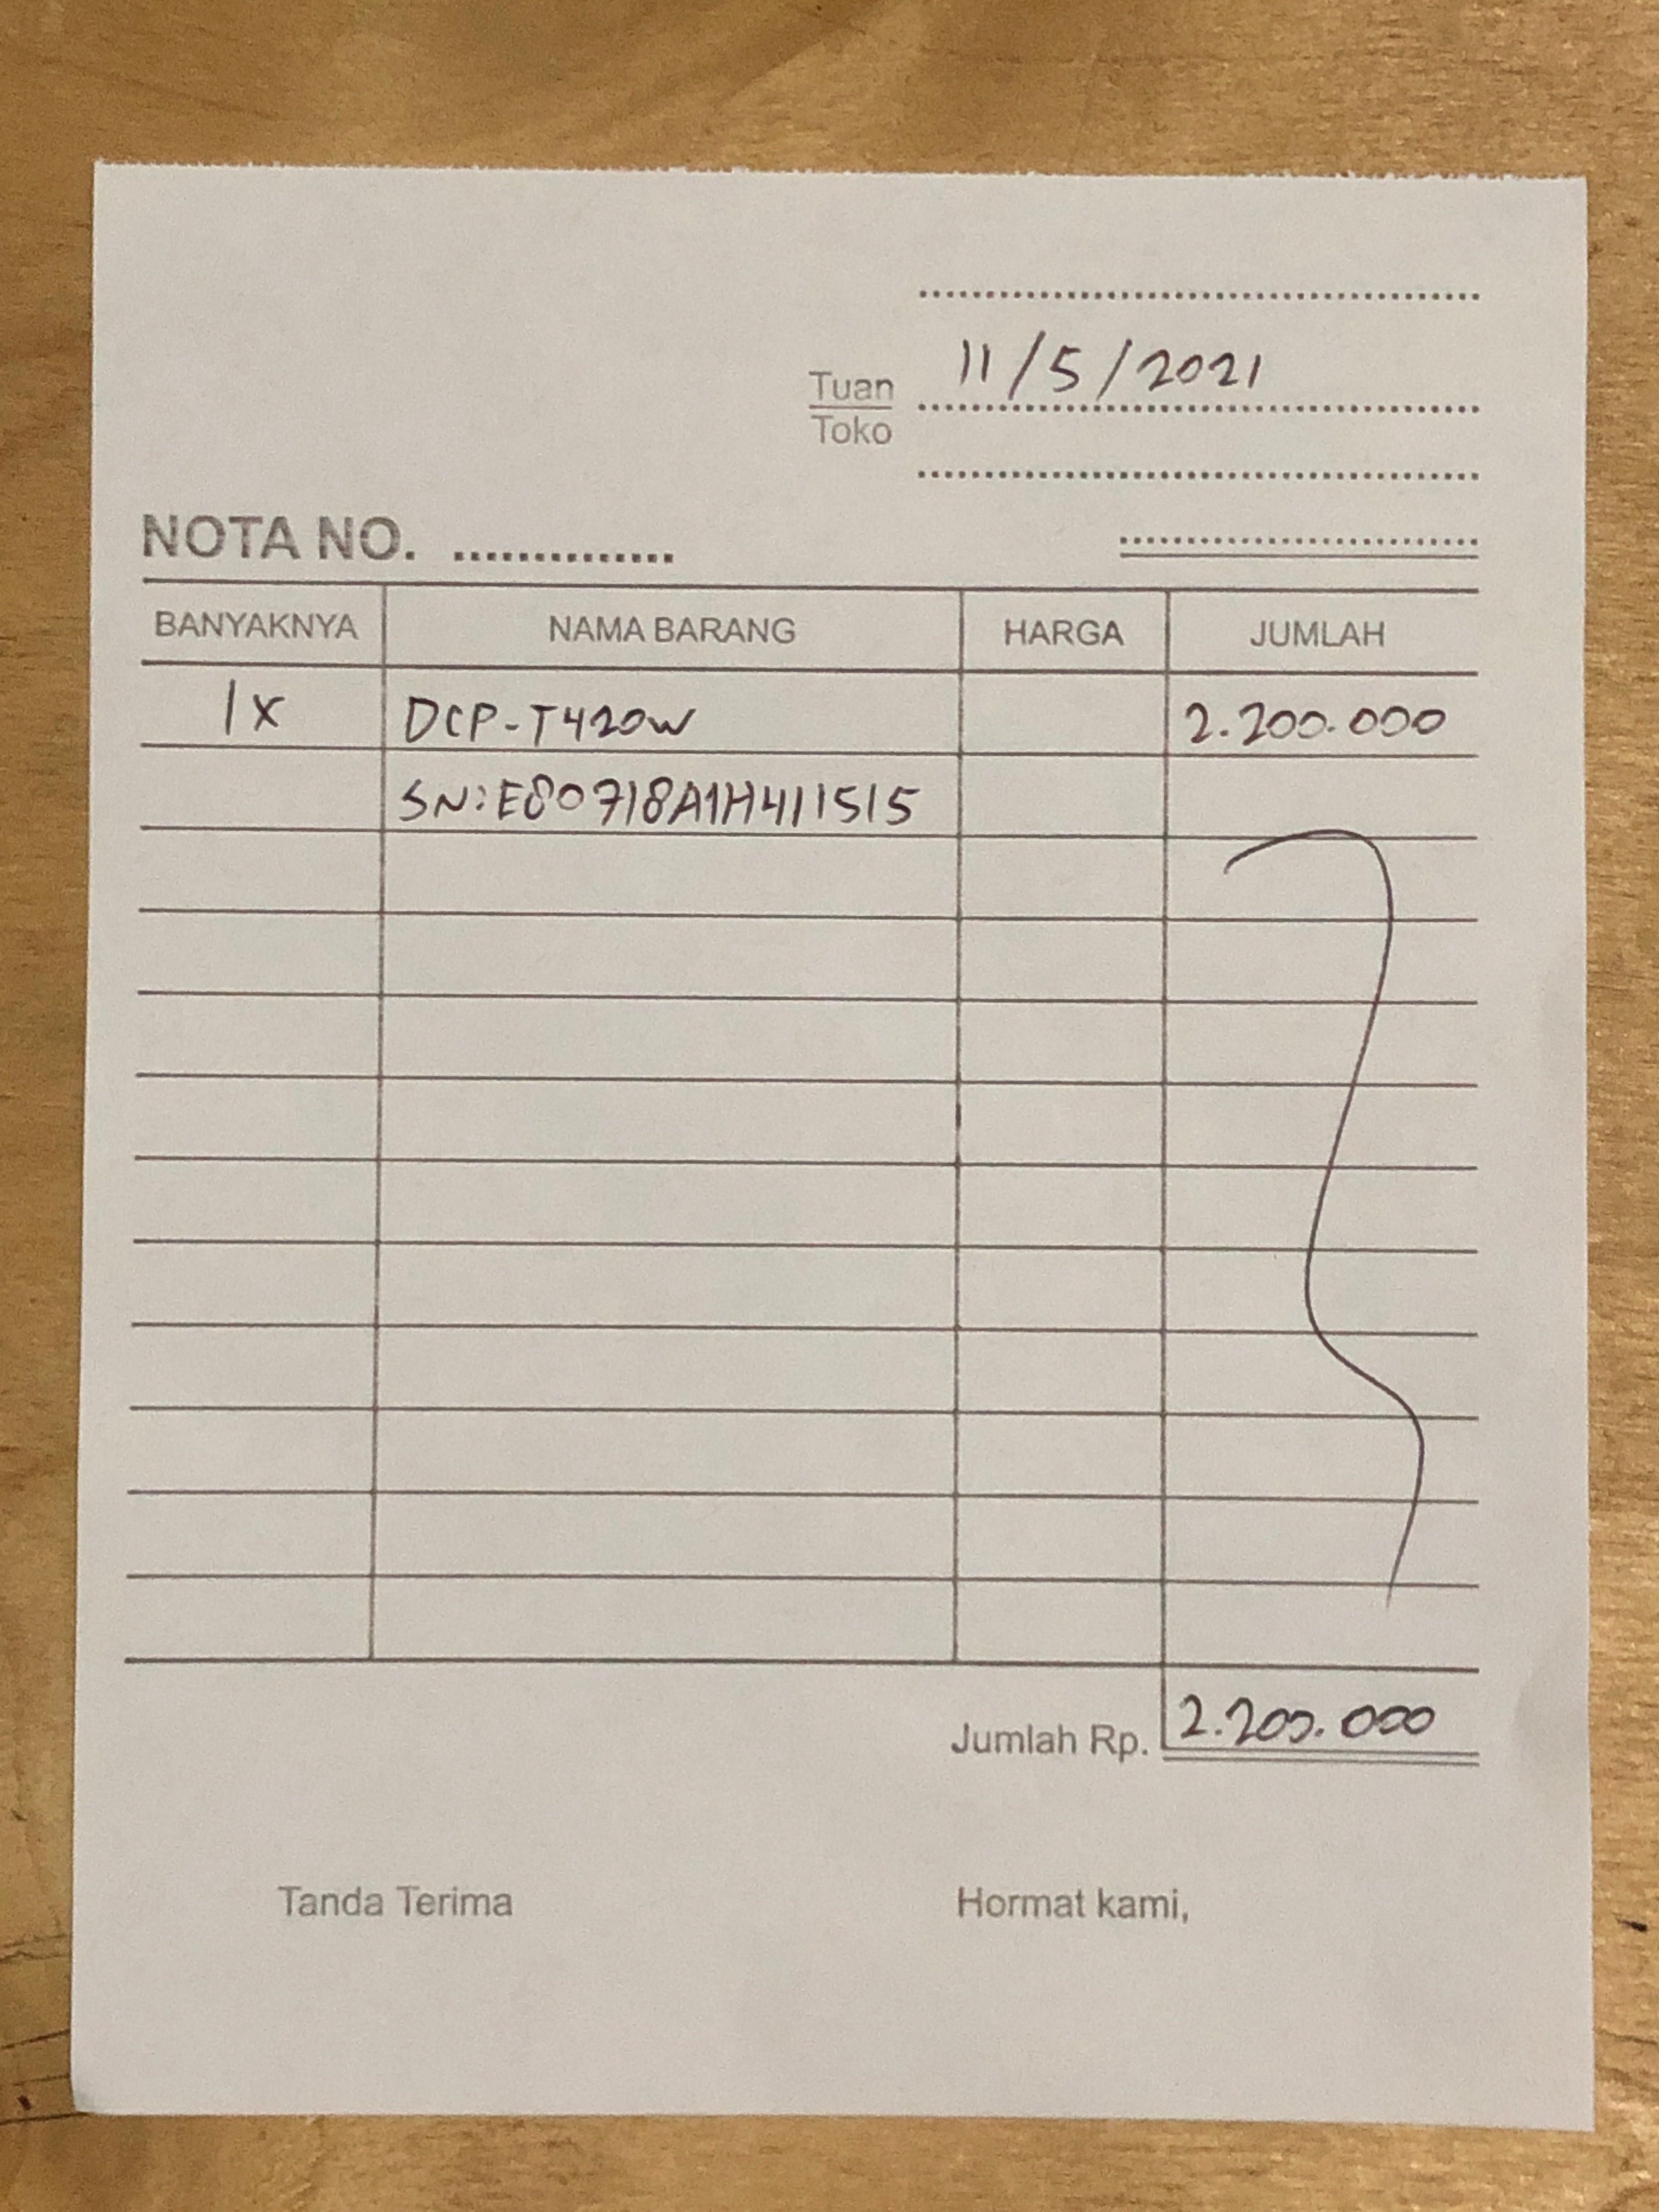 11/5/2021
Tuan
Toko
NOTA NO. ..............
BANYAKNYA NAMA BARANG HARGA JUMLAH
1x DCP-T420W 2.200.000
SN:E80718A1H411515
Jumlah Rp. 2.200.000
Tanda Terima Hormat kami,